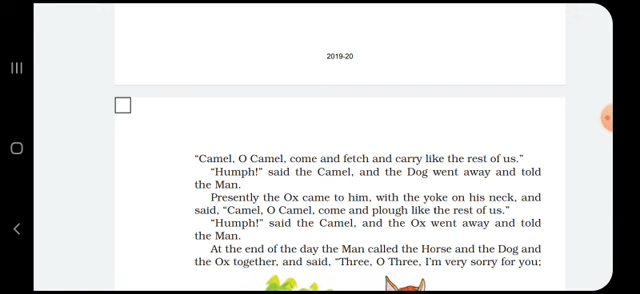 2019-20
“Camel, O Camel, come and fetch and carry like the rest of us.”
“Humph!” said the Camel, and the Dog went away and told
the Man.
Presently the Ox came to him, with the yoke on his neck, and
said, “Camel, O Camel, come and plough like the rest of us.”
“Humph!” said the Camel, and the Ox went away and told
the Man.
At the end of the day the Man called the Horse and the Dog and
the Ox together, and said, “Three, O Three, I’m very sorry for you;